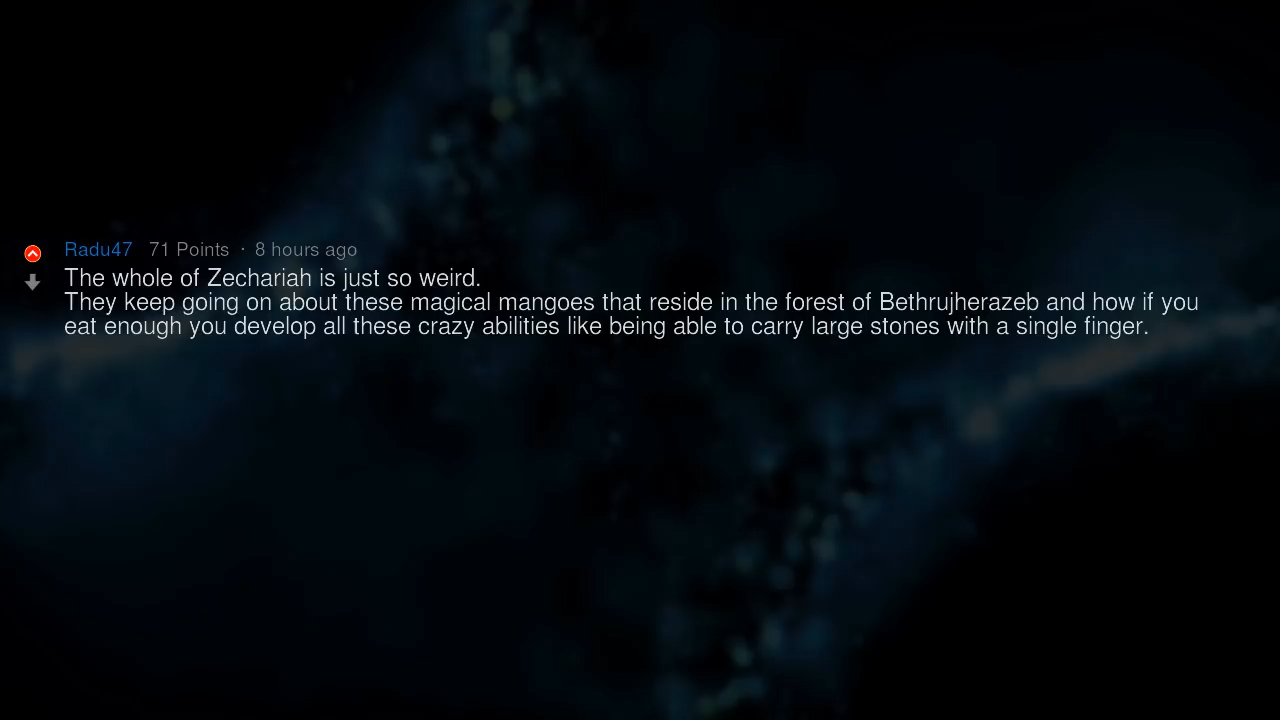 Radu47 71 Points · 8 hours ago
The whole of Zechariah is just so weird.
They keep going on about these magical mangoes that reside in the forest of Bethrujherazeb and how if you
eat enough you develop all these crazy abilities like being able to carry large stones with a single finger.